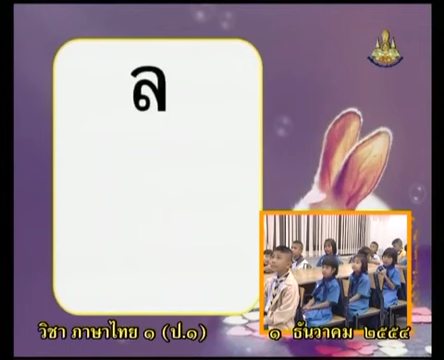 ล
วิชา ภาษาไทย ๑ (ป.๑)
๑ ธันวาคม ๒๕๕๔